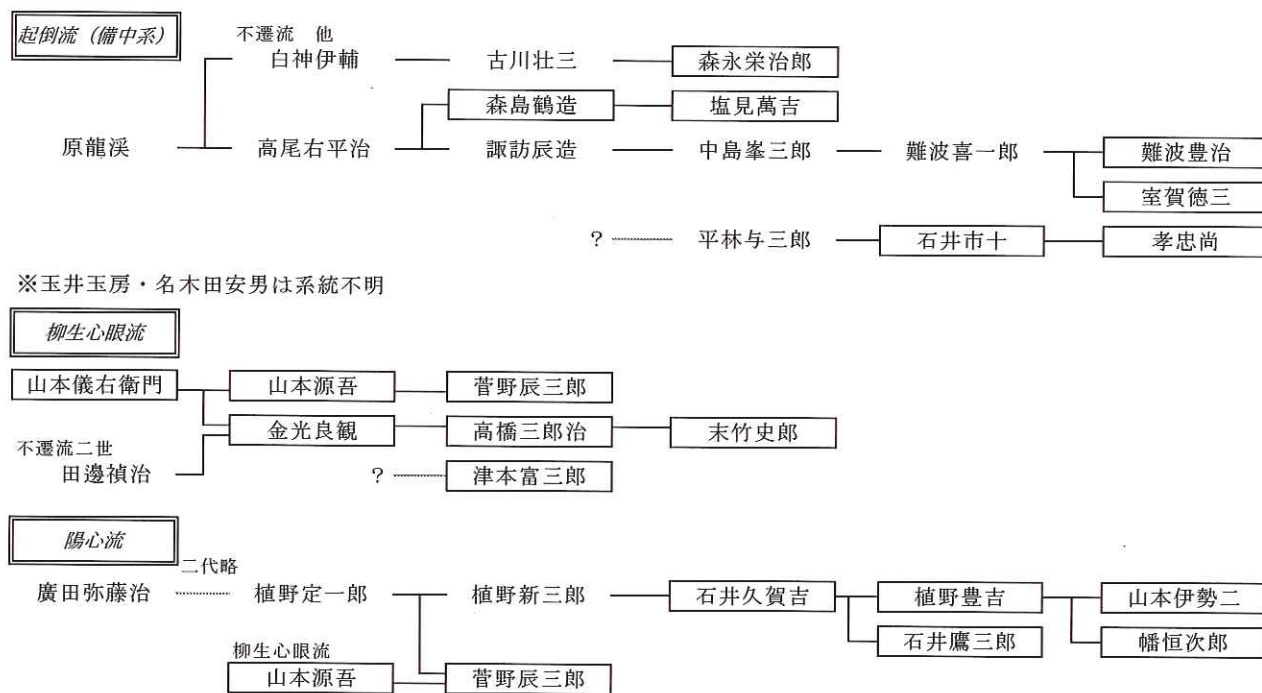 起倒流（備中系）
不遷流　他
白神伊輔　古川壮三　森永栄治郎
森島鶴造　塩見萬吉
原龍渓　高尾右平治　諏訪辰造　中島峯三郎　難波喜一郎　難波豊治
室賀徳三
？　平林与三郎　石井市十　孝忠尚
※玉井玉房・名木田安男は系統不明
柳生心眼流
山本儀右衛門　山本源吾　菅野辰三郎
金光良観　高橋三郎治　末竹史郎
不遷流二世
田邊禎治　？　津本富三郎
陽心流
二代略
廣田弥藤治　植野定一郎　植野新三郎　石井久賀吉　植野豊吉　山本伊勢二
石井鷹三郎　幡恒次郎
柳生心眼流
山本源吾　菅野辰三郎